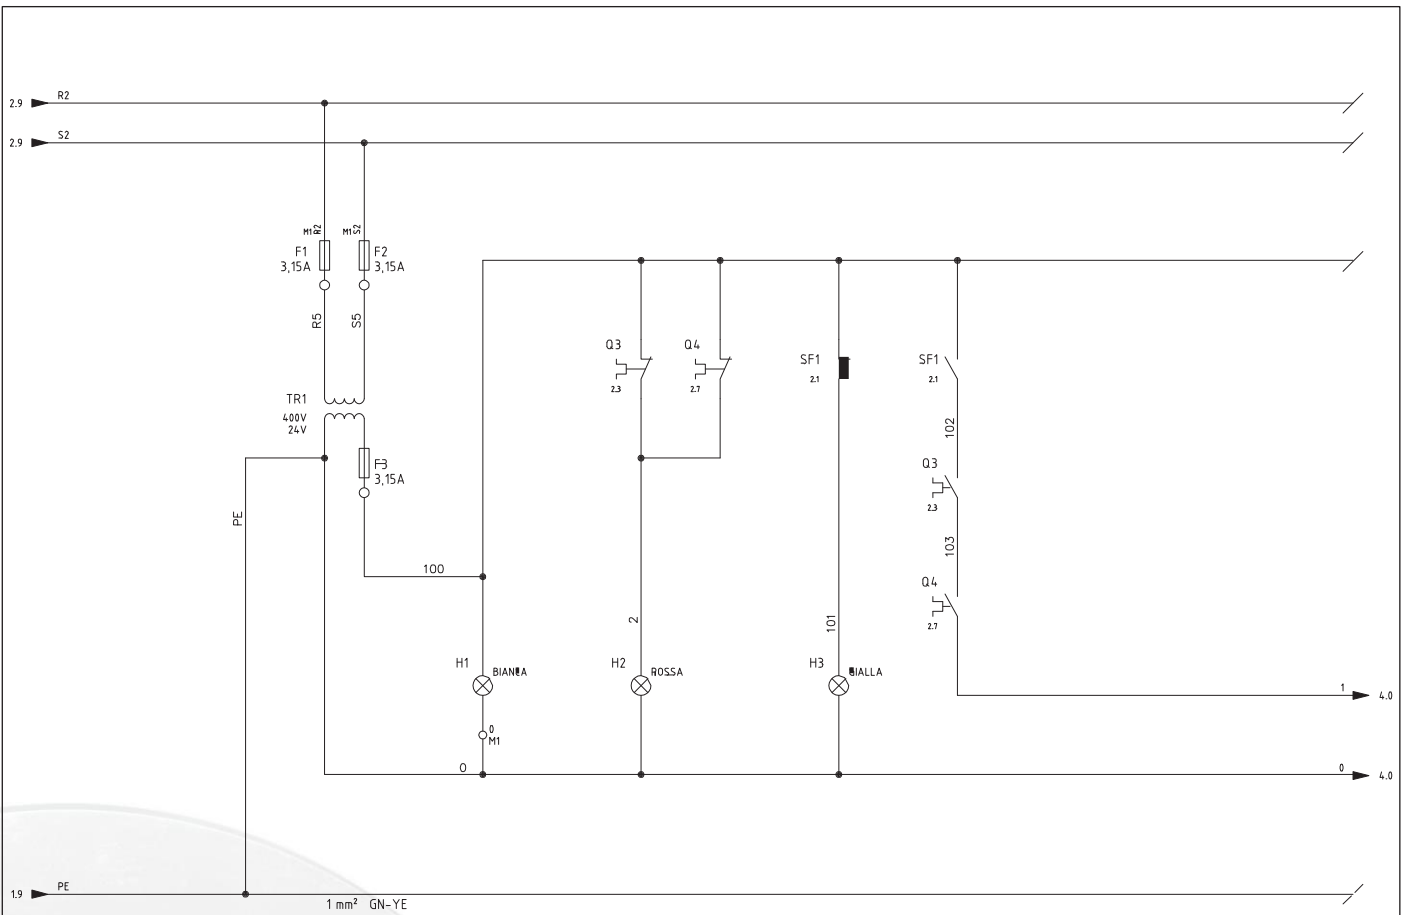 2.9 R2
2.9 S2
M1 R2 M1 S2
F1 F2
3,15A 3,15A
R5 S5
Q3 Q4 SF1 SF1
2.3 2.7 2.1 2.1
TR1
400V
24V
102
F3
3,15A
Q3
2.3
PE
103
100
Q4
2.7
2 101
H1 BIANCA H2 ROSSA H3 GIALLA
1 4.0
0
M1
0 0 4.0
1.9 PE
1 mm² GN-YE